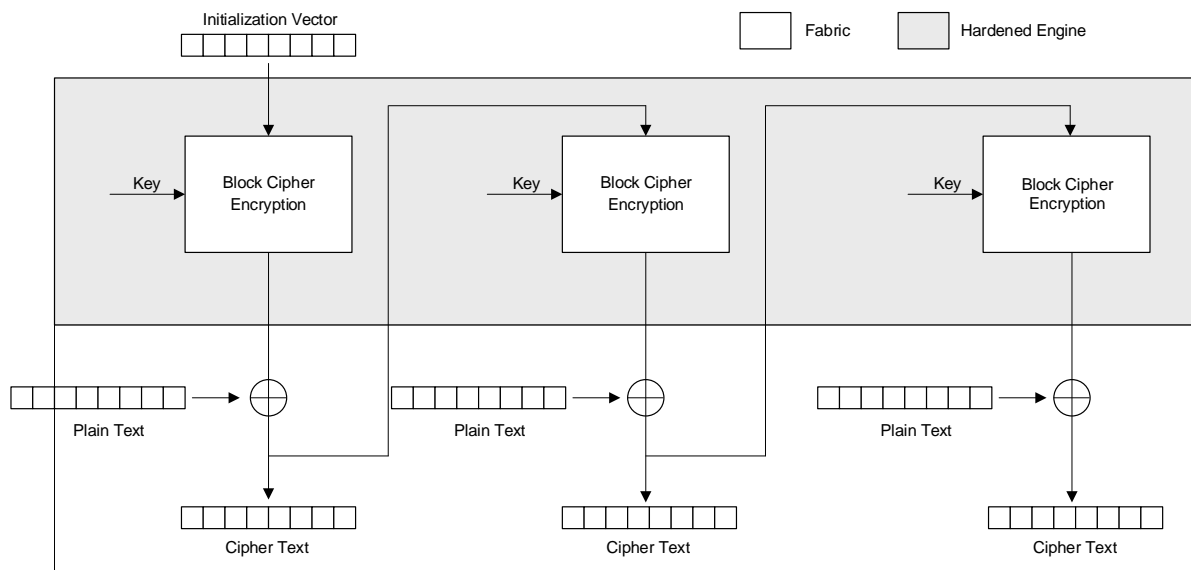 Initialization Vector
Fabric
Hardened Engine
Key
Block Cipher
Encryption
Key
Block Cipher
Encryption
Key
Block Cipher
Encryption
Plain Text
Plain Text
Plain Text
Cipher Text
Cipher Text
Cipher Text